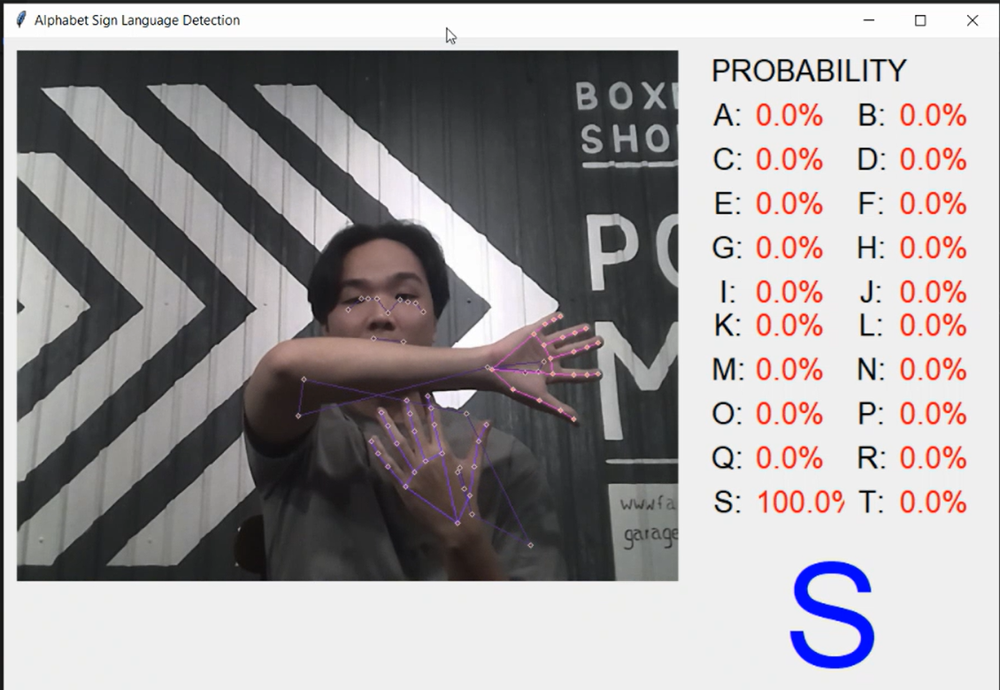 Alphabet Sign Language Detection
BOX
SHO
PO
M
www.fa
garage
PROBABILITY
A: 0.0% B: 0.0%
C: 0.0% D: 0.0%
E: 0.0% F: 0.0%
G: 0.0% H: 0.0%
I: 0.0% J: 0.0%
K: 0.0% L: 0.0%
M: 0.0% N: 0.0%
O: 0.0% P: 0.0%
Q: 0.0% R: 0.0%
S: 100.0% T: 0.0%
S